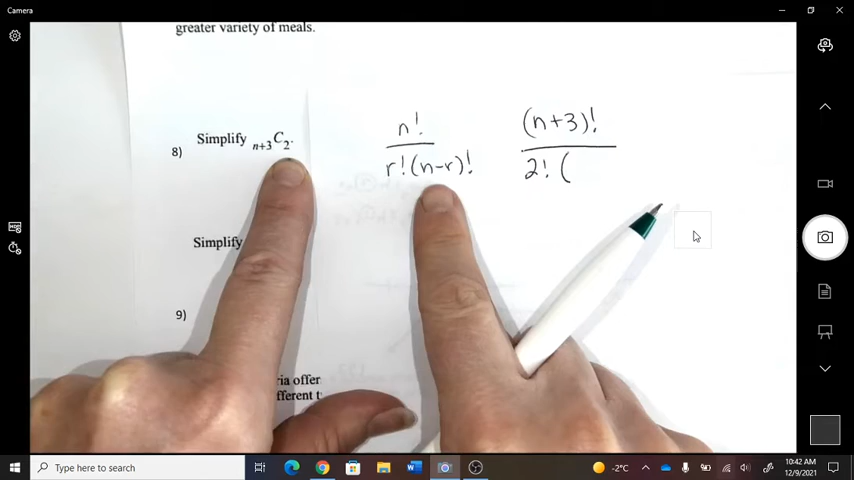 Camera
greater variety of meals.
8) Simplify n+3C2.
n!
r!(n-r)!
(n+3)!
2! (
Simplify
9)
ria offer
fferent t
Type here to search
-2°C
10:42 AM
12/9/2021